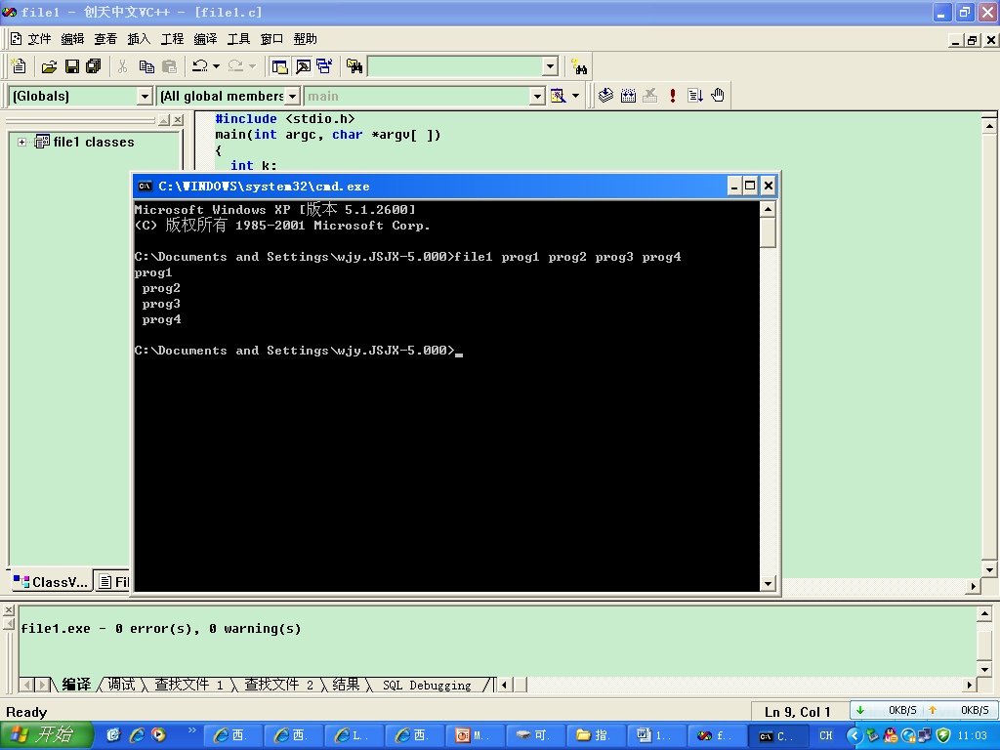 file1 - 创天中文VC++ - [file1.c]
文件 编辑 查看 插入 工程 编译 工具 窗口 帮助
(Globals) (All global members main
file1 classes
#include <stdio.h>
main(int argc, char *argv[ ])
{
int k;
C:\WINDOWS\system32\cmd.exe
Microsoft Windows XP [版本 5.1.2600]
(C) 版权所有 1985-2001 Microsoft Corp.
C:\Documents and Settings\wjy.JSJX-5.000>file1 prog1 prog2 prog3 prog4
prog1
prog2
prog3
prog4
C:\Documents and Settings\wjy.JSJX-5.000>_
ClassV... Fil
file1.exe - 0 error(s), 0 warning(s)
编译 调试 查找文件 1 查找文件 2 结果 SQL Debugging
Ready Ln 9, Col 1 0KB/S 0KB/S
开始 西. 西. L.. 西. M.. 可. 指. 1.. f.. C.. CH 11:03